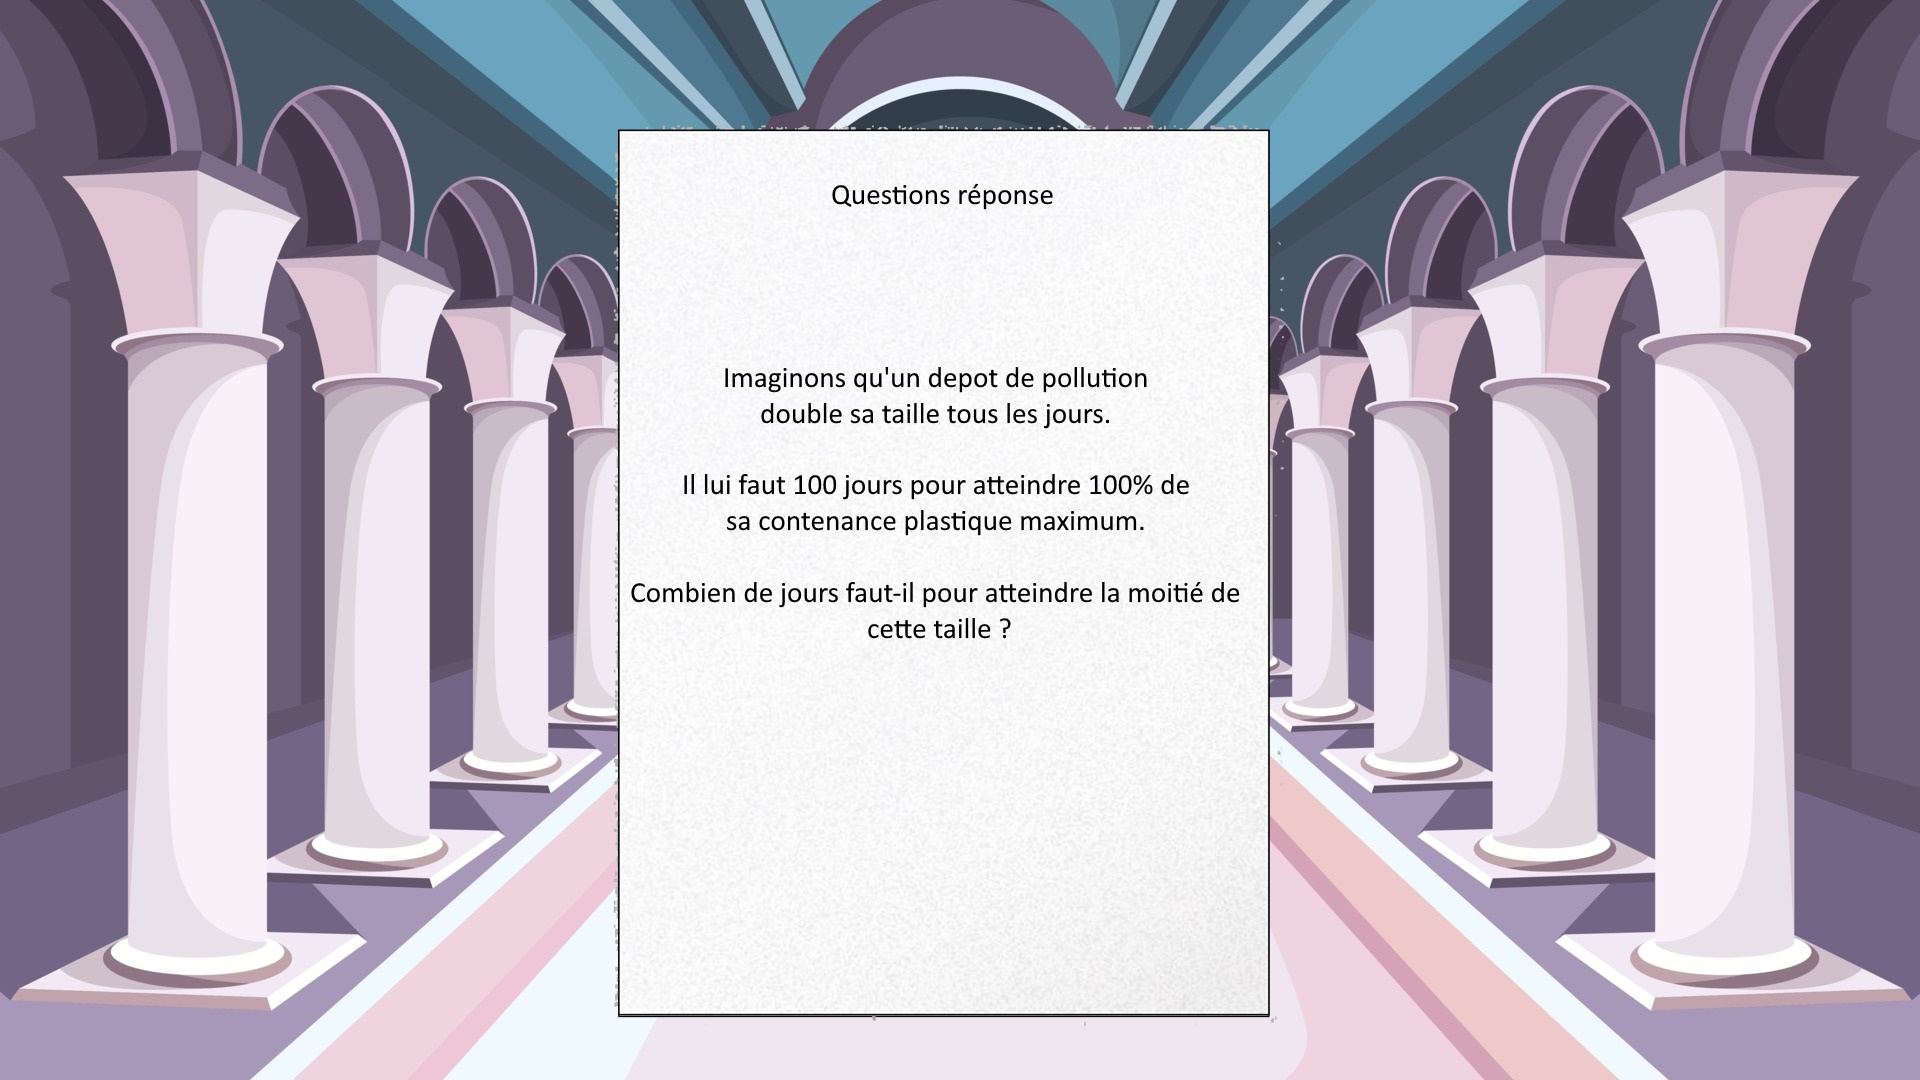 Questions réponse
Imaginons qu'un depot de pollution
double sa taille tous les jours.
Il lui faut 100 jours pour atteindre 100% de
sa contenance plastique maximum.
Combien de jours faut-il pour atteindre la moitié de
cette taille ?